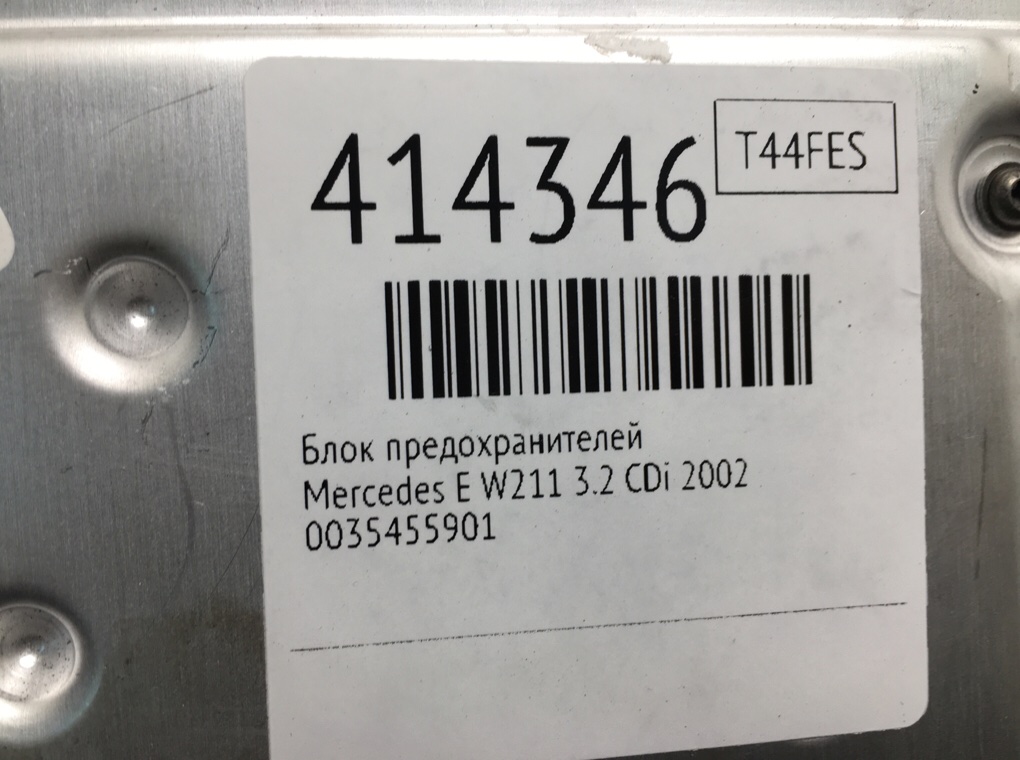 414346
T44FES
Блок предохранителей
Mercedes E W211 3.2 CDi 2002
0035455901